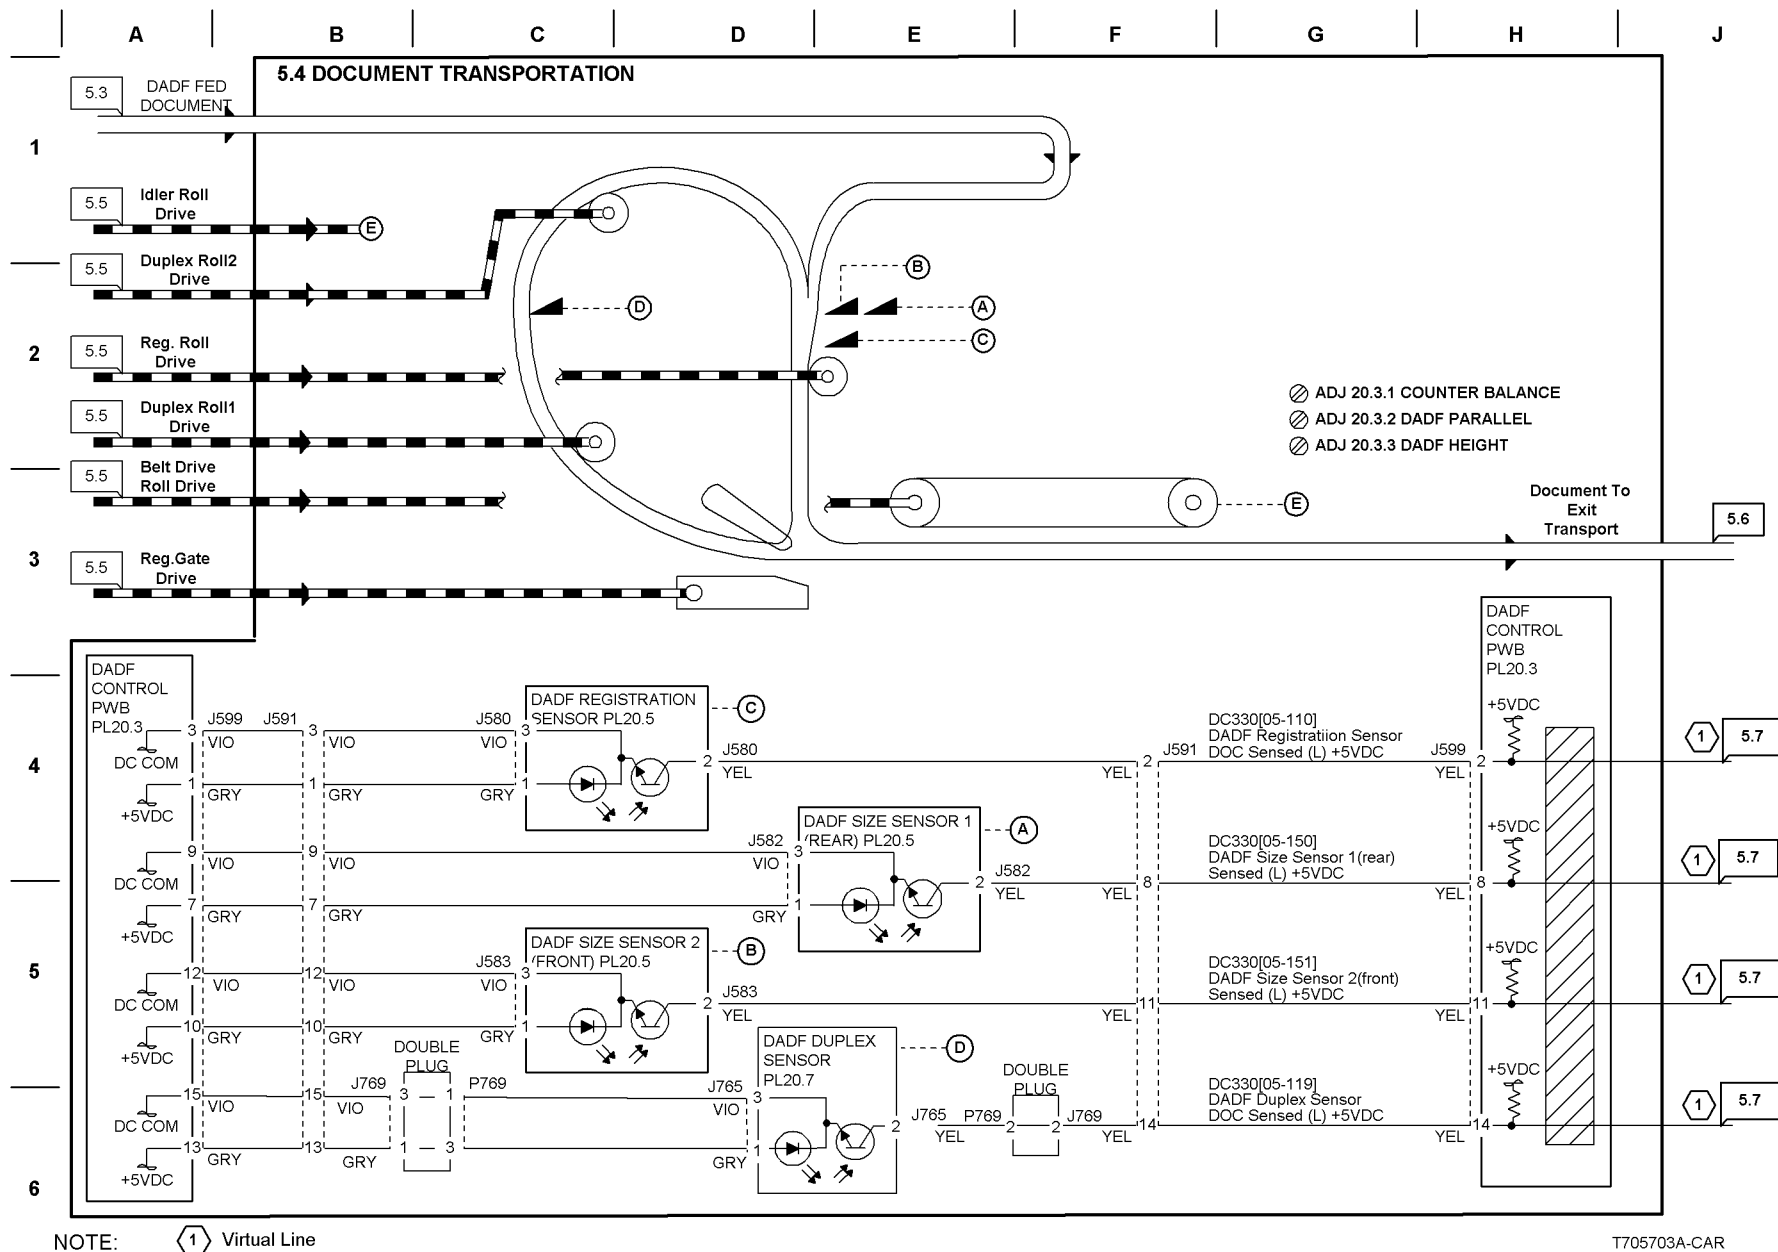 A B C D E F G H J
5.4 DOCUMENT TRANSPORTATION
5.3
DADF FED
DOCUMENT
1
5.5
Idler Roll
Drive
E
5.5
Duplex Roll2
Drive
B
D
A
C
2
5.5
Reg. Roll
Drive
ADJ 20.3.1 COUNTER BALANCE
ADJ 20.3.2 DADF PARALLEL
ADJ 20.3.3 DADF HEIGHT
5.5
Duplex Roll1
Drive
5.5
Belt Drive
Roll Drive
E
Document To
Exit
Transport
5.6
3
5.5
Reg.Gate
Drive
DADF
CONTROL
PWB
PL20.3
DADF
CONTROL
PWB
PL20.3
4
3 J599 J591 3 J580 3
VIO VIO VIO
DC COM
1 1 1
GRY GRY GRY
+5VDC
DADF REGISTRATION
SENSOR PL20.5
C
2 J580
YEL
2 J591
YEL
DC330[05-110]
DADF Registratiion Sensor
DOC Sensed (L) +5VDC
J599
YEL 2
+5VDC
1 5.7
9 9 J582 3
VIO VIO VIO
DC COM
7 7 1
GRY GRY GRY
+5VDC
DADF SIZE SENSOR 1
(REAR) PL20.5
A
2 J582
YEL
YEL 8
DC330[05-150]
DADF Size Sensor 1(rear)
Sensed (L) +5VDC
YEL 8
+5VDC
1 5.7
5
12 12 J583 3
VIO VIO VIO
DC COM
10 10 1
GRY GRY GRY
+5VDC
DADF SIZE SENSOR 2
(FRONT) PL20.5
B
2 J583
YEL
YEL 11
DC330[05-151]
DADF Size Sensor 2(front)
Sensed (L) +5VDC
YEL 11
+5VDC
1 5.7
DOUBLE
PLUG
15 15 J769 3 1 P769 J765 3
VIO VIO VIO
DC COM
13 13 1 3 1
GRY GRY GRY
+5VDC
DADF DUPLEX
SENSOR
PL20.7
D
2 J765
YEL
DOUBLE
PLUG
P769 2 2 J769
YEL 14
DC330[05-119]
DADF Duplex Sensor
DOC Sensed (L) +5VDC
YEL 14
+5VDC
1 5.7
6
NOTE: 1 Virtual Line
T705703A-CAR